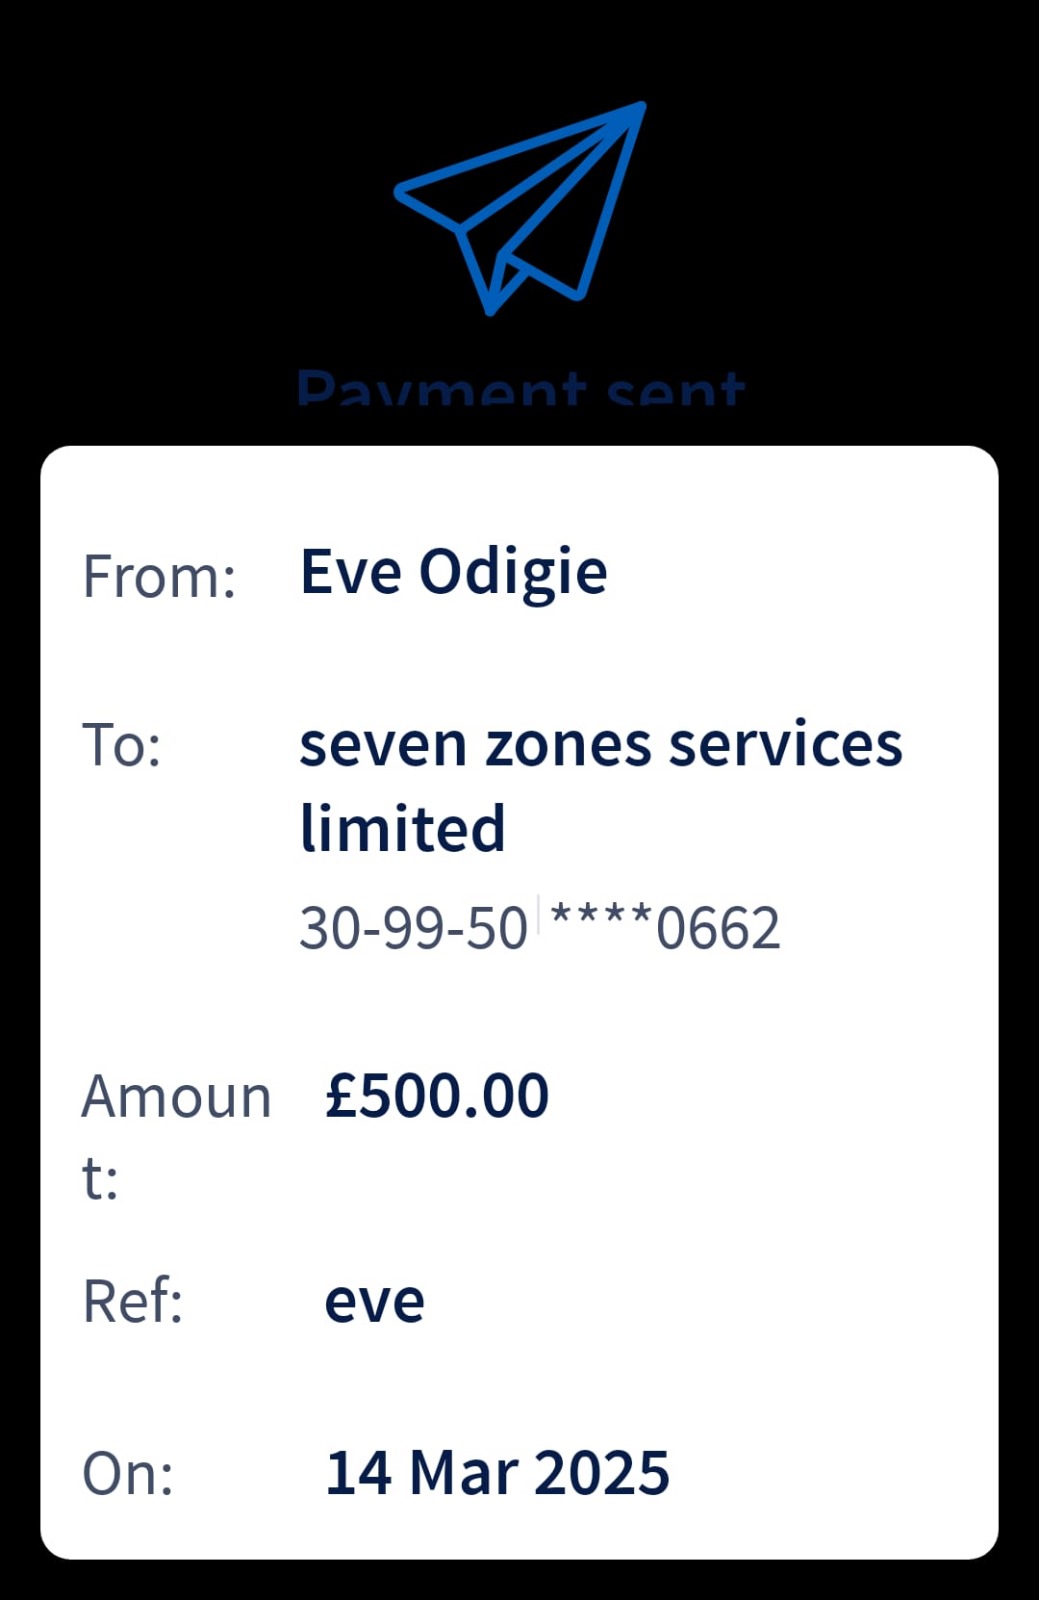 Payment sent
From: Eve Odigie
To: seven zones services
limited
30-99-50 ****0662
Amoun £500.00
t:
Ref: eve
On: 14 Mar 2025